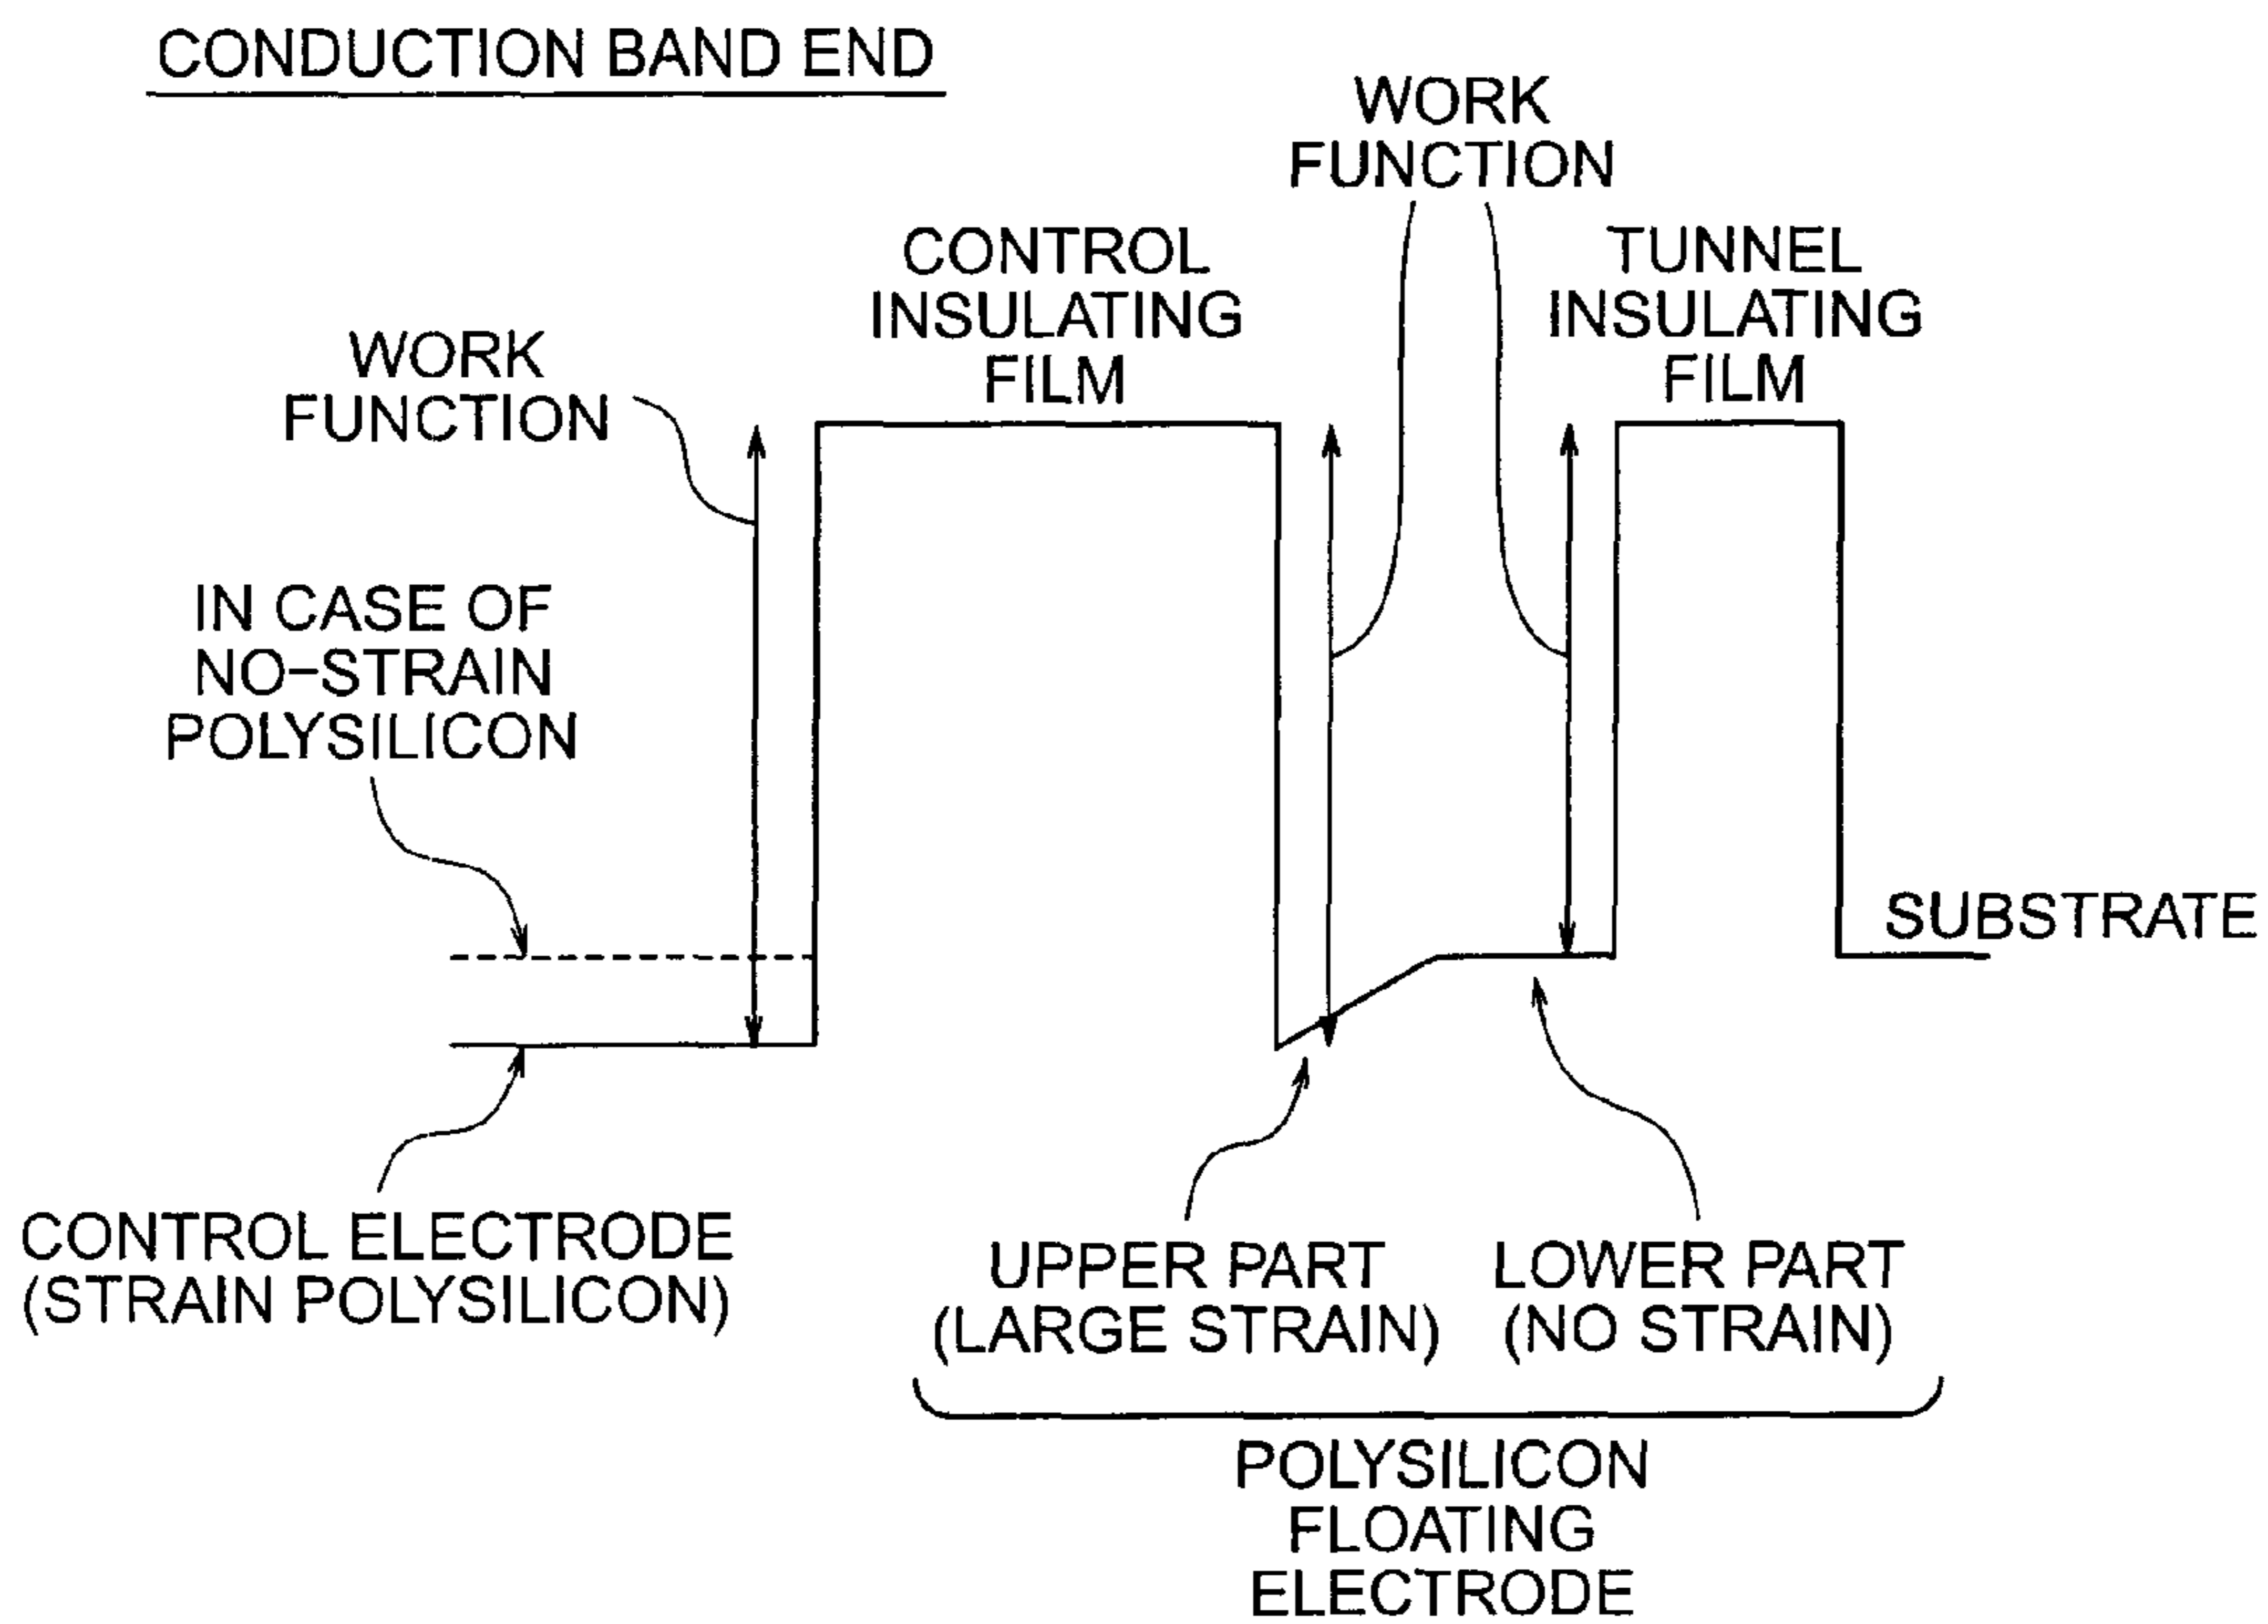 CONDUCTION BAND END
WORK
FUNCTION
CONTROL
INSULATING
FILM
TUNNEL
INSULATING
FILM
WORK
FUNCTION
IN CASE OF
NO-STRAIN
POLYSILICON
SUBSTRATE
CONTROL ELECTRODE
(STRAIN POLYSILICON)
UPPER PART
(LARGE STRAIN)
LOWER PART
(NO STRAIN)
POLYSILICON
FLOATING
ELECTRODE